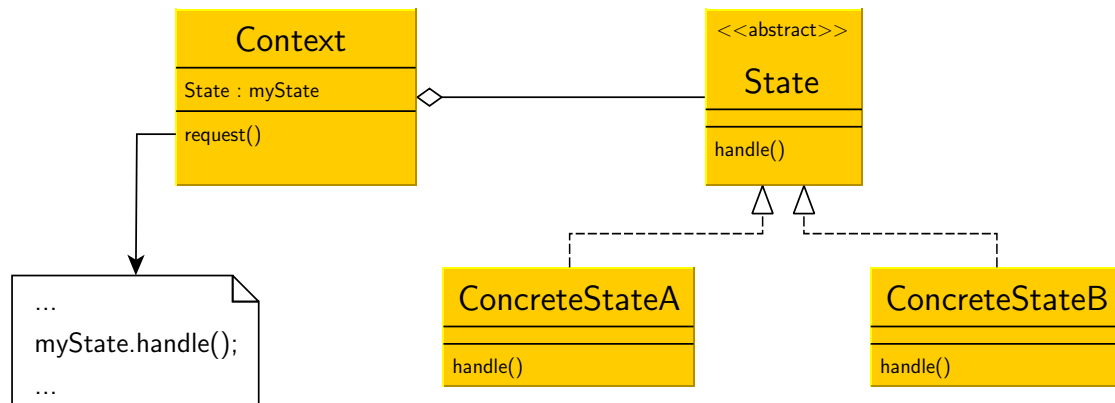 Context
State : myState
request()
<<abstract>>
State
handle()
...
myState.handle();
...
ConcreteStateA
handle()
ConcreteStateB
handle()